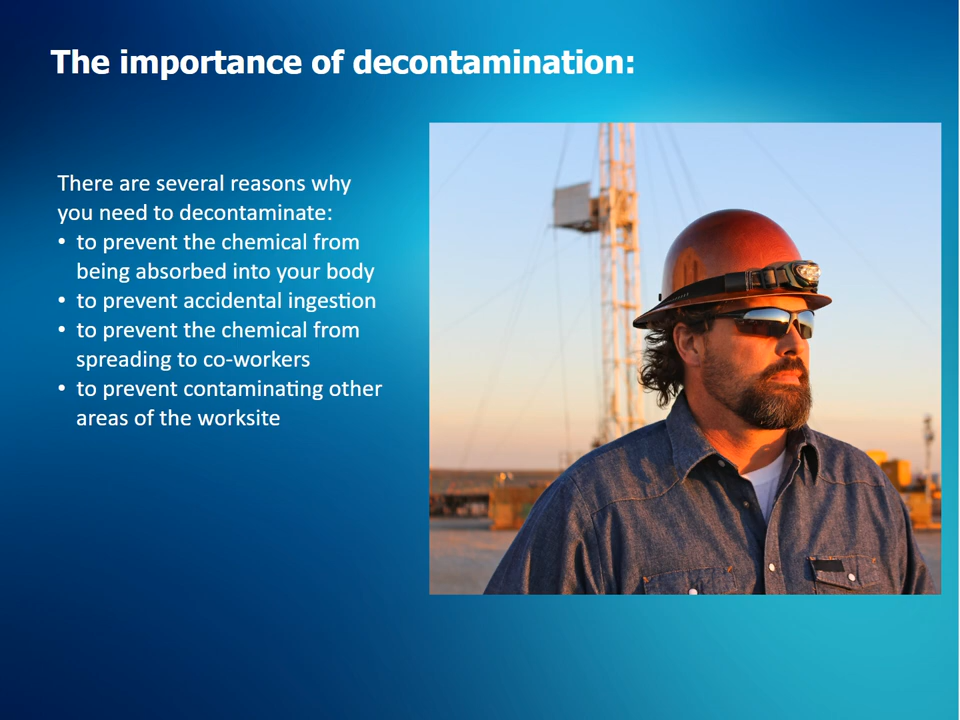 The importance of decontamination:
There are several reasons why
you need to decontaminate:
• to prevent the chemical from
being absorbed into your body
• to prevent accidental ingestion
• to prevent the chemical from
spreading to co-workers
• to prevent contaminating other
areas of the worksite